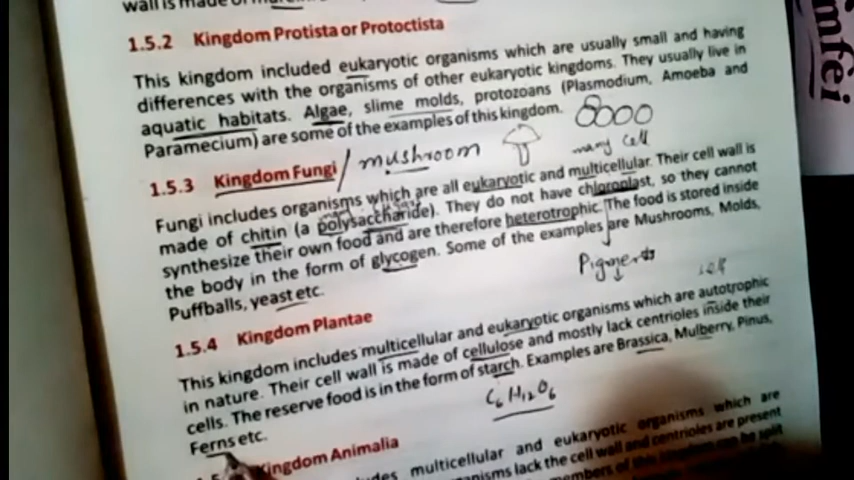 wall is made of
1.5.2 Kingdom Protista or Protoctista
This kingdom included eukaryotic organisms which are usually small and having
differences with the organisms of other eukaryotic kingdoms. They usually live in
aquatic habitats. Algae, slime molds, protozoans (Plasmodium, Amoeba and
Paramecium) are some of the examples of this kingdom.
many cell
1.5.3 Kingdom Fungi / mushroom
Fungi includes organisms which are all eukaryotic and multicellular. Their cell wall is
made of chitin (a polysaccharide). They do not have chloroplast, so they cannot
synthesize their own food and are therefore heterotrophic. The food is stored inside
the body in the form of glycogen. Some of the examples are Mushrooms, Molds,
Puffballs, yeast etc.
Pigments
1.5.4 Kingdom Plantae
This kingdom includes multicellular and eukaryotic organisms which are autotrophic
in nature. Their cell wall is made of cellulose and mostly lack centrioles inside their
cells. The reserve food is in the form of starch. Examples are Brassica, Mulberry, Pinus,
Ferns etc.
C6H12O6
Kingdom Animalia
multicellular and eukaryotic organisms which are
lack the cell wall and centrioles are present
members of this kingdom can be split
mfei